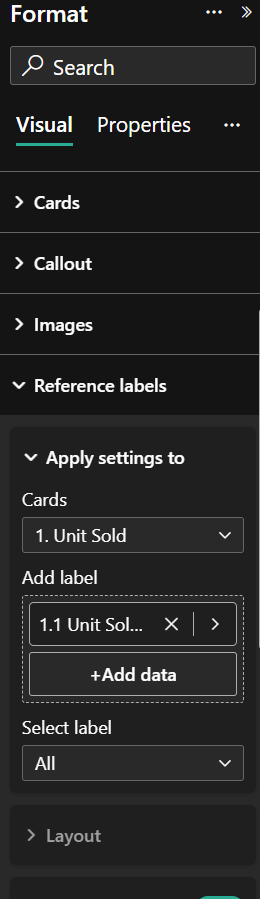 Format
Search
Visual Properties
Cards
Callout
Images
Reference labels
Apply settings to
Cards
1. Unit Sold
Add label
1.1 Unit Sol...
+Add data
Select label
All
Layout